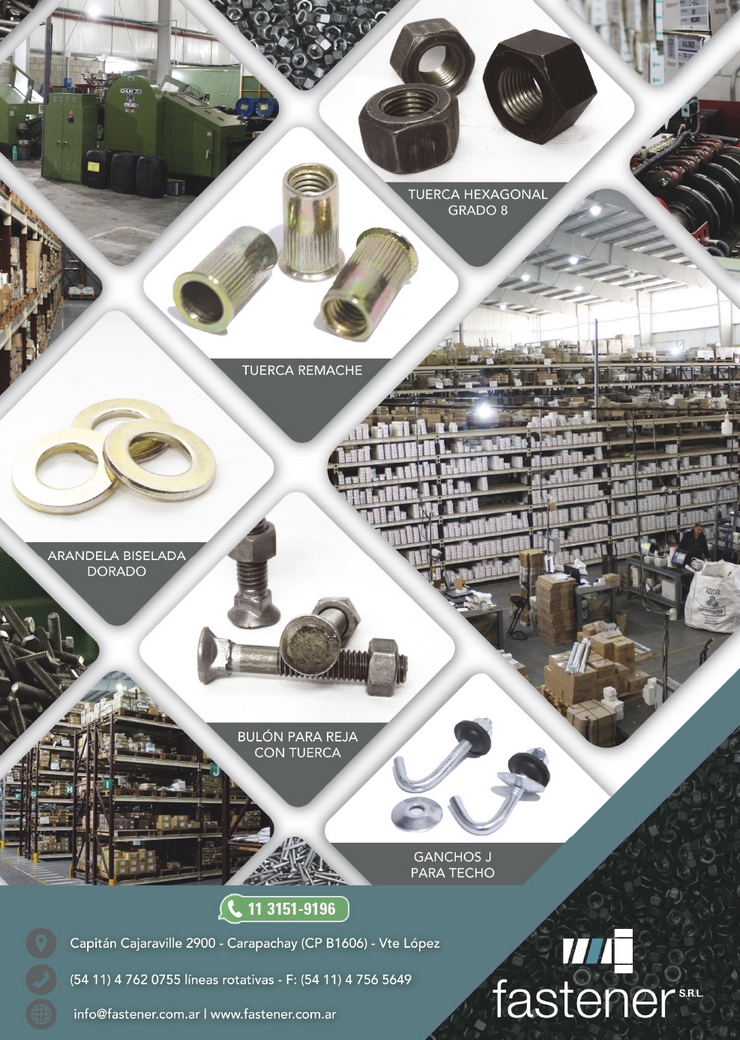 TUERCA HEXAGONAL
GRADO 8
TUERCA REMACHE
ARANDELA BISELADA
DORADO
BULÓN PARA REJA
CON TUERCA
GANCHOS J
PARA TECHO
11 3151-9196
Capitán Cajaraville 2900 - Carapachay (CP B1606) - Vte López
(54 11) 4 762 0755 líneas rotativas - F: (54 11) 4 756 5649
info@fastener.com.ar | www.fastener.com.ar
fastener S.R.L.